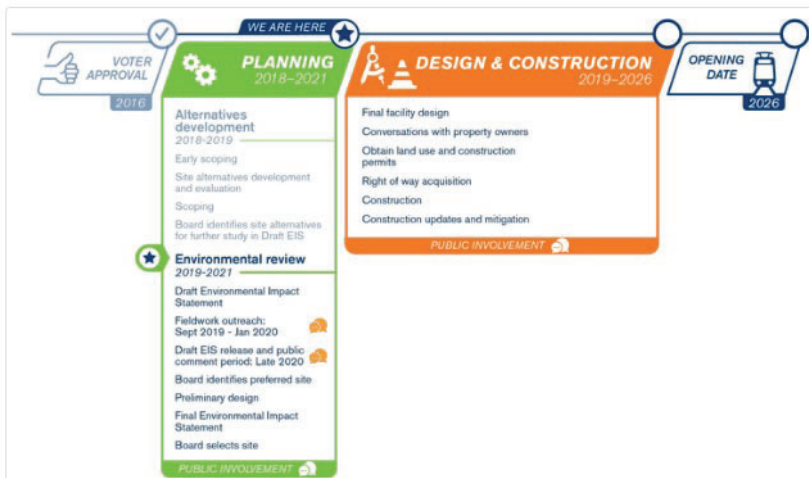 WE ARE HERE
VOTER
APPROVAL
2016
PLANNING
2018–2021
Alternatives
development
2018-2019
Early scoping
Site alternatives development
and evaluation
Scoping
Board identifies site alternatives
for further study in Draft EIS
Environmental review
2019-2021
Draft Environmental Impact
Statement
Fieldwork outreach:
Sept 2019 - Jan 2020
Draft EIS release and public
comment period: Late 2020
Board identifies preferred site
Preliminary design
Final Environmental Impact
Statement
Board selects site
PUBLIC INVOLVEMENT
DESIGN & CONSTRUCTION
2019–2026
Final facility design
Conversations with property owners
Obtain land use and construction
permits
Right of way acquisition
Construction
Construction updates and mitigation
PUBLIC INVOLVEMENT
OPENING
DATE
2026